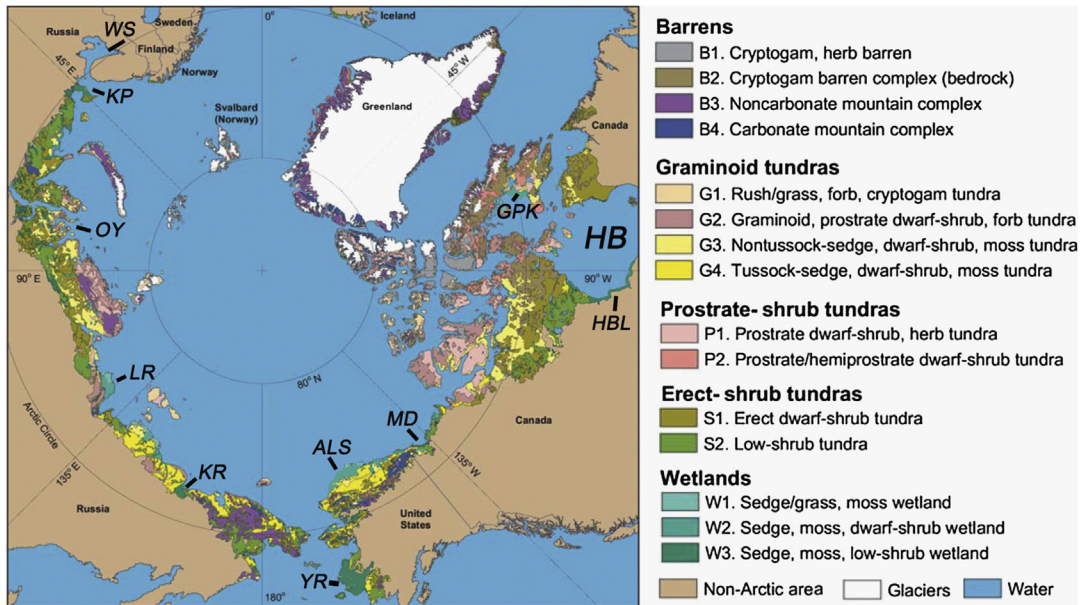 WS
Russia
Sweden
Finland
Norway
0°
Iceland
45° E
KP
Svalbard
(Norway)
Greenland
45° W
Canada
GPK
HB
OY
90° E
90° W
HBL
LR
80° N
MD
Canada
ALS
135° W
Arctic Circle
135° E
KR
Russia
United
States
YR
180°
Barrens
B1. Cryptogam, herb barren
B2. Cryptogam barren complex (bedrock)
B3. Noncarbonate mountain complex
B4. Carbonate mountain complex
Graminoid tundras
G1. Rush/grass, forb, cryptogam tundra
G2. Graminoid, prostrate dwarf-shrub, forb tundra
G3. Nontussock-sedge, dwarf-shrub, moss tundra
G4. Tussock-sedge, dwarf-shrub, moss tundra
Prostrate- shrub tundras
P1. Prostrate dwarf-shrub, herb tundra
P2. Prostrate/hemiprostrate dwarf-shrub tundra
Erect- shrub tundras
S1. Erect dwarf-shrub tundra
S2. Low-shrub tundra
Wetlands
W1. Sedge/grass, moss wetland
W2. Sedge, moss, dwarf-shrub wetland
W3. Sedge, moss, low-shrub wetland
Non-Arctic area Glaciers Water